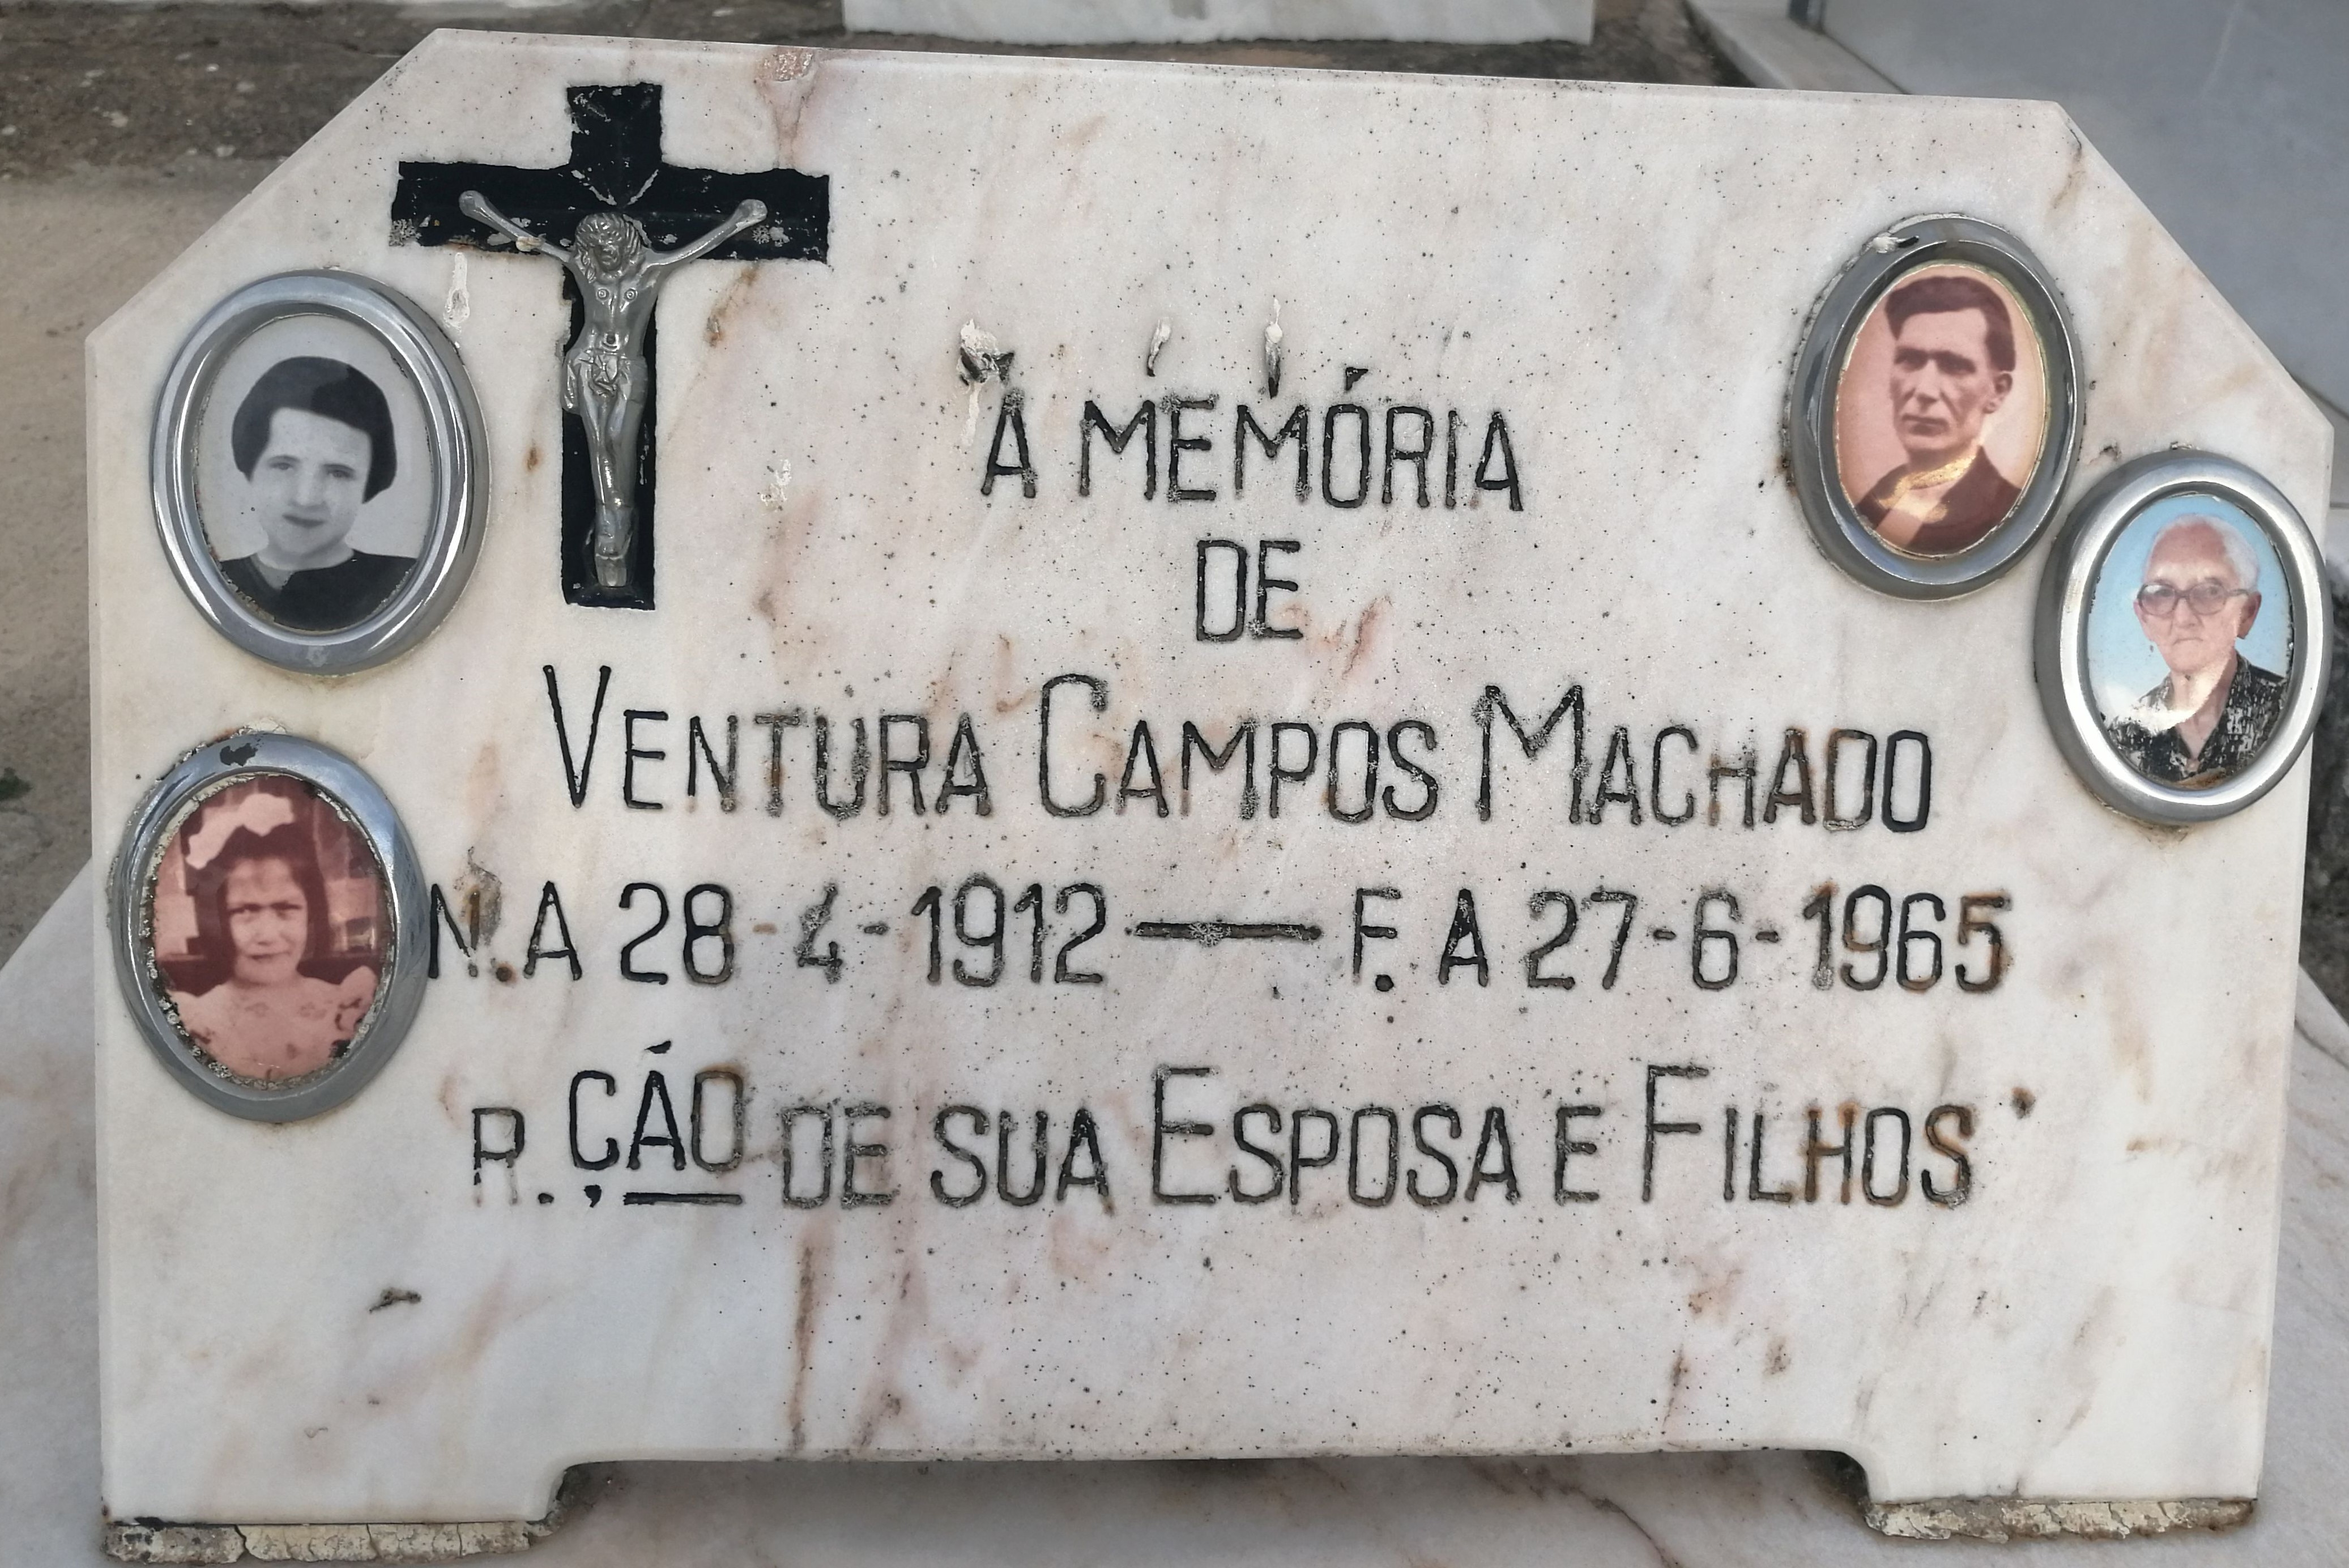 À MEMÓRIA
DE
VENTURA CAMPOS MACHADO
N. A 28-4-1912 — F. A 27-6-1965
R.ÇÃO DE SUA ESPOSA E FILHOS